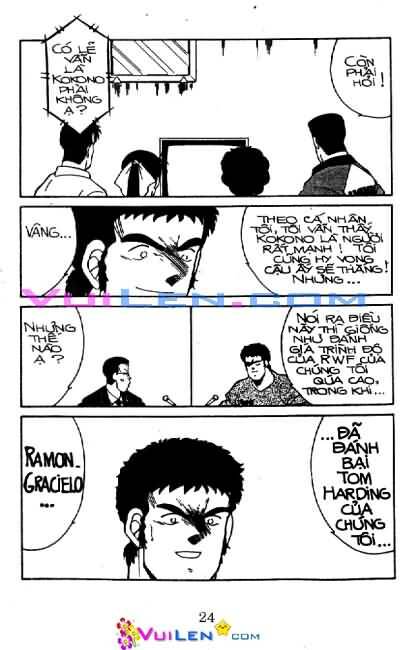 CÓ LẼ
VẪN
LÀ
KOKONO
PHẢI
KHÔNG
Ạ?
CÒN
PHẢI
HỎI!
VÂNG...
THEO CÁ NHÂN
TÔI, TÔI VẪN THẤY
KOKONO LÀ NGƯỜI
RẤT MẠNH! TÔI
CŨNG HY VỌNG
CẬU ẤY SẼ THẮNG!
NHƯNG...
VUILEN.COM
NHƯNG
THẾ
NÀO
Ạ?
NÓI RA ĐIỀU
NÀY THÌ GIỐNG
NHƯ ĐÁNH
GIÁ TRÌNH ĐỘ
CỦA RWF CỦA
CHÚNG TÔI
QUÁ CAO,
TRONG KHI...
RAMON-
GRACIELO
...
...ĐÃ
ĐÁNH
BẠI
TOM
HARDING
CỦA
CHÚNG
TÔI...
24
VUILEN.COM